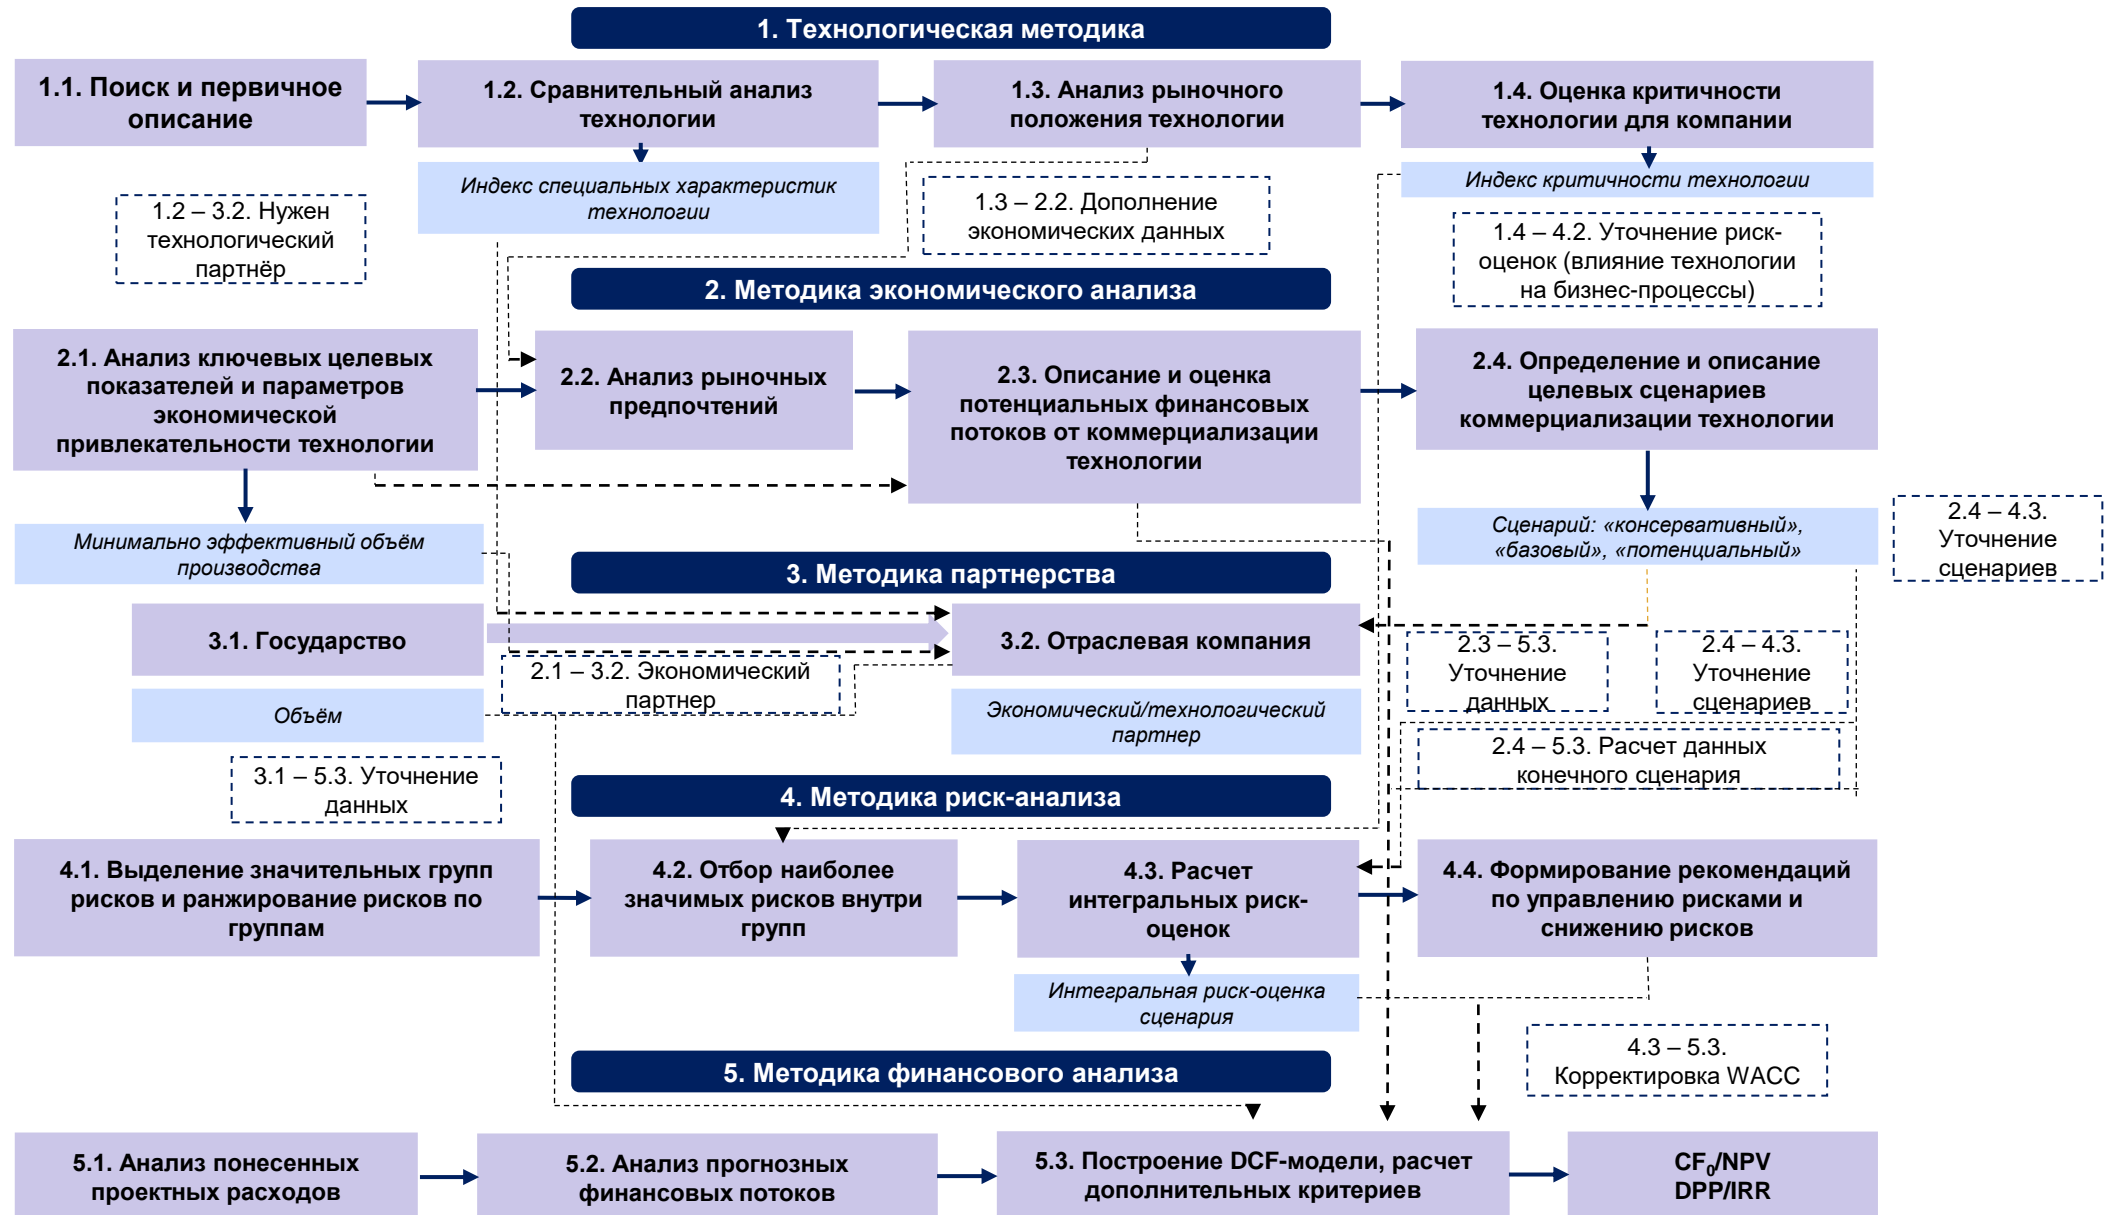 1. Технологическая методика
1.1. Поиск и первичное
описание
1.2. Сравнительный анализ
технологии
1.3. Анализ рыночного
положения технологии
1.4. Оценка критичности
технологии для компании
Индекс специальных характеристик
технологии
Индекс критичности технологии
1.2 – 3.2. Нужен
технологический
партнёр
1.3 – 2.2. Дополнение
экономических данных
1.4 – 4.2. Уточнение риск-
оценок (влияние технологии
на бизнес-процессы)
2. Методика экономического анализа
2.1. Анализ ключевых целевых
показателей и параметров
экономической
привлекательности технологии
2.2. Анализ рыночных
предпочтений
2.3. Описание и оценка
потенциальных финансовых
потоков от коммерциализации
технологии
2.4. Определение и описание
целевых сценариев
коммерциализации технологии
Минимально эффективный объём
производства
Сценарий: «консервативный»,
«базовый», «потенциальный»
2.4 – 4.3.
Уточнение
сценариев
3. Методика партнерства
3.1. Государство
3.2. Отраслевая компания
2.1 – 3.2. Экономический
партнер
2.3 – 5.3.
Уточнение
данных
2.4 – 4.3.
Уточнение
сценариев
Объём
Экономический/технологический
партнер
2.4 – 5.3. Расчет данных
конечного сценария
3.1 – 5.3. Уточнение
данных
4. Методика риск-анализа
4.1. Выделение значительных групп
рисков и ранжирование рисков по
группам
4.2. Отбор наиболее
значимых рисков внутри
групп
4.3. Расчет
интегральных риск-
оценок
4.4. Формирование рекомендаций
по управлению рисками и
снижению рисков
Интегральная риск-оценка
сценария
4.3 – 5.3.
Корректировка WACC
5. Методика финансового анализа
5.1. Анализ понесенных
проектных расходов
5.2. Анализ прогнозных
финансовых потоков
5.3. Построение DCF-модели, расчет
дополнительных критериев
CF₀/NPV
DPP/IRR